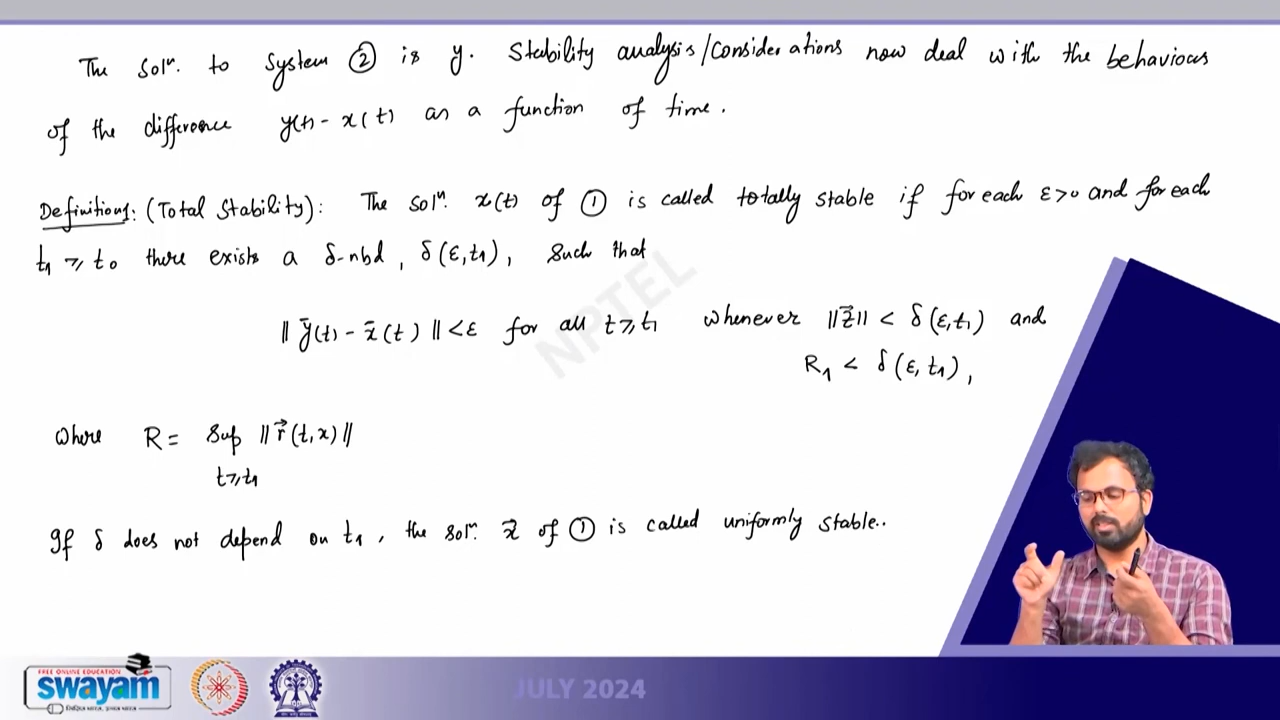 The Solⁿ. to System ② is y. Stability analysis/considerations now deal with the behaviour
of the difference y(t) - x(t) as a function of time.
Definitions: (Total Stability): The Solⁿ. x(t) of ① is called totally stable if for each ε>0 and for each
t₁ ⩾ t₀ there exists a δ-nbd, δ(ε,t₁), such that
‖ȳ(t) - x̄(t)‖ < ε for all t⩾t₁ whenever ‖z⃗‖ < δ(ε,t₁) and
R₁ < δ(ε,t₁),
where R = Sup ‖r⃗(t,x)‖
t⩾t₁
If δ does not depend on t₁, the solⁿ. x⃗ of ① is called uniformly stable..
NPTEL
FREE ONLINE EDUCATION
swayam
JULY 2024